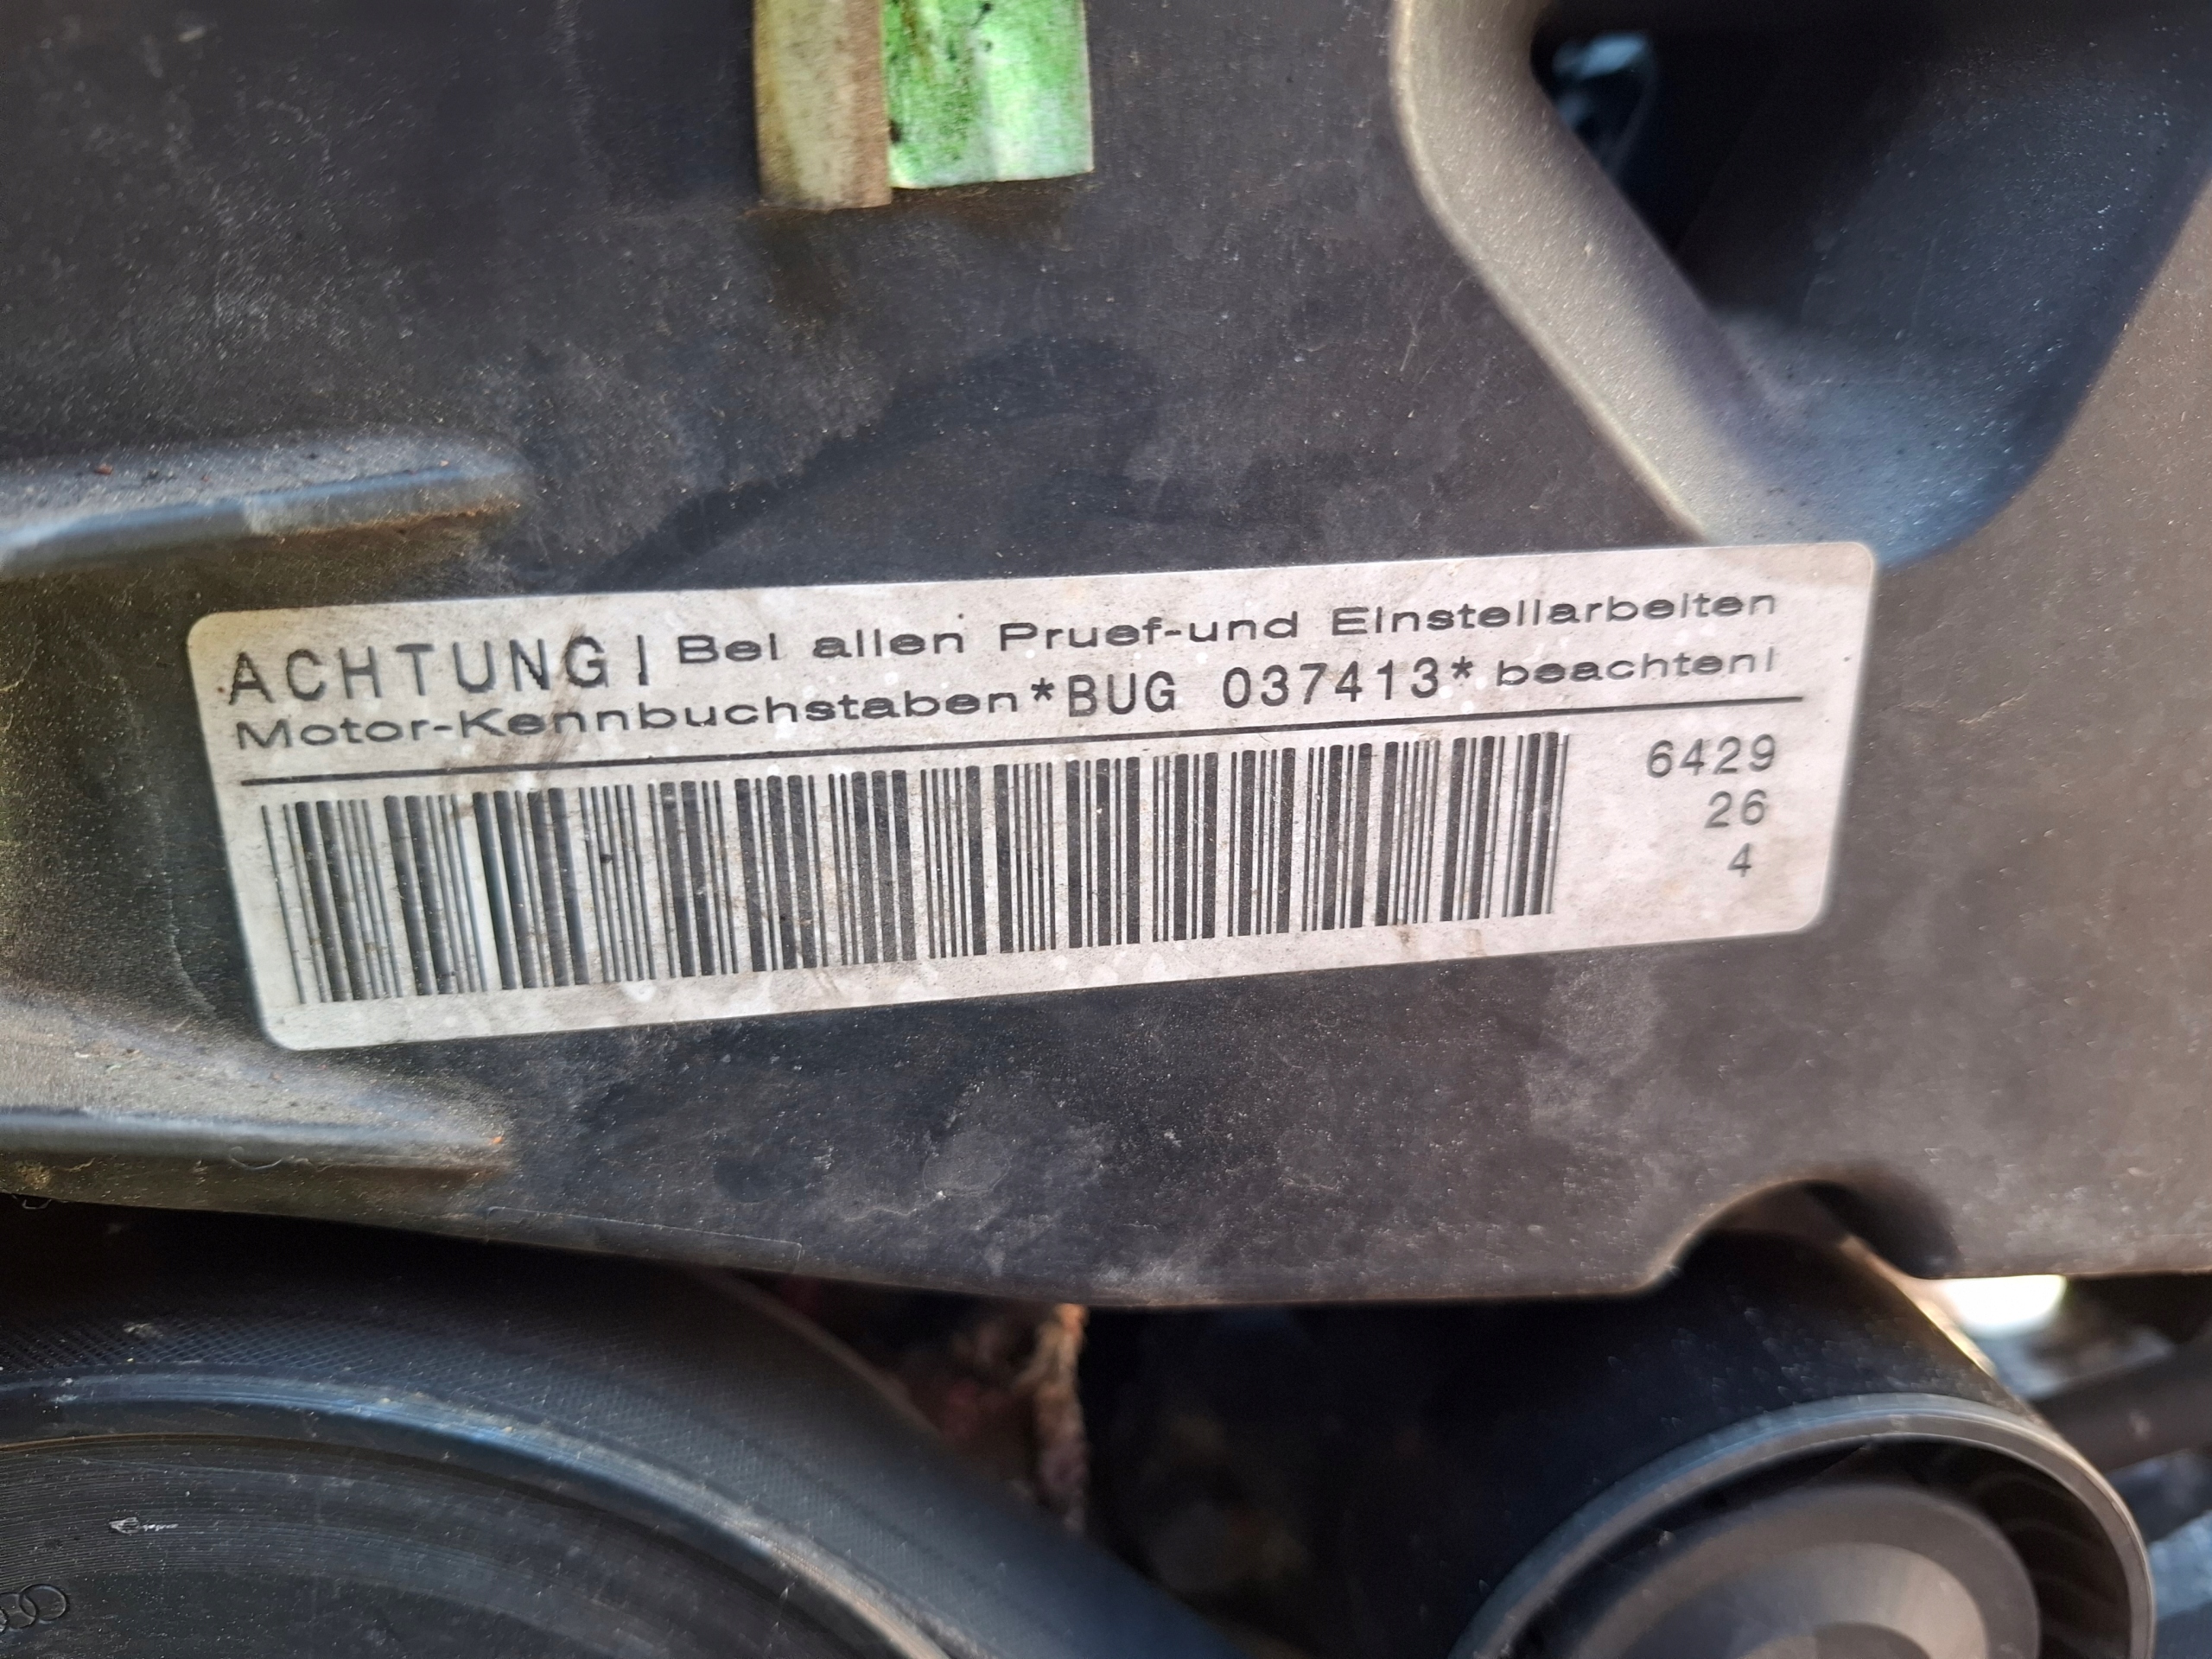 ACHTUNG! Bei allen Pruef-und Einstellarbeiten
Motor-Kennbuchstaben*BUG 037413* beachten!
6429
26
4